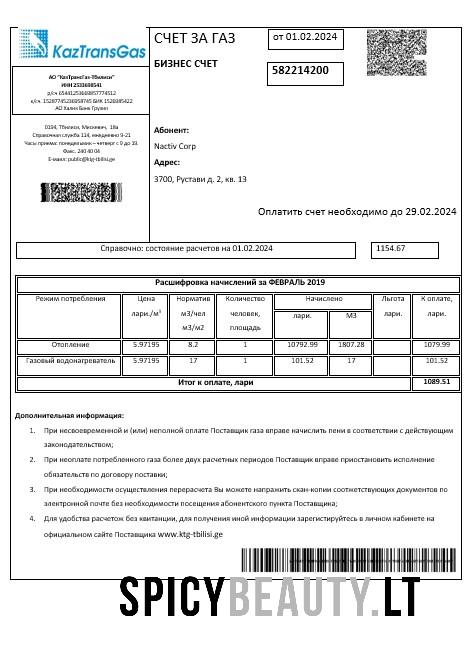 KazTransGas
СЧЕТ ЗА ГАЗ
от 01.02.2024
БИЗНЕС СЧЕТ
582214200
АО "КазТрансГаз-Тбилиси"
ИНН 2533698541
р/сч 65441253669857774512
к/сч. 15287745236958745 БИК 1526985422
АО Халик Банк Грузия
0194, Тбилиси, Мискевич, 18а
Справочная служба 114, ежедневно 9-21
Часы приема: понедельник – четверг с 9 до 19.
Факс. 240 40 04
E-маил: public@ktg-tbilisi.ge
Абонент:
Nactiv Corp
Адрес:
3700, Рустави д. 2, кв. 13
Оплатить счет необходимо до 29.02.2024
Справочно: состояние расчетов на 01.02.2024
1154.67
Расшифровка начислений за ФЕВРАЛЬ 2019
Режим потребления Цена лари./м³ Норматив м3/чел м3/м2 Количество человек, площадь Начислено лари. М3 Льгота лари. К оплате, лари.
Отопление 5.97195 8.2 1 10792.99 1807.28 1079.99
Газовый водонагреватель 5.97195 17 1 101.52 17 101.52
Итог к оплате, лари 1089.51
Дополнительная информация:
1. При несвоевременной и (или) неполной оплате Поставщик газа вправе начислить пени в соответствии с действующим
законодательством;
2. При неоплате потребленного газа более двух расчетных периодов Поставщик вправе приостановить исполнение
обязательств по договору поставки;
3. При необходимости осуществления перерасчета Вы можете направить скан-копии соответствующих документов по
электронной почте без необходимости посещения абонентского пункта Поставщика;
4. Для удобства расчетов без квитанции, для получения иной информации зарегистируйтесь в личном кабинете на
официальном сайте Поставщика www.ktg-tbilisi.ge
SPICYBEAUTY.LT